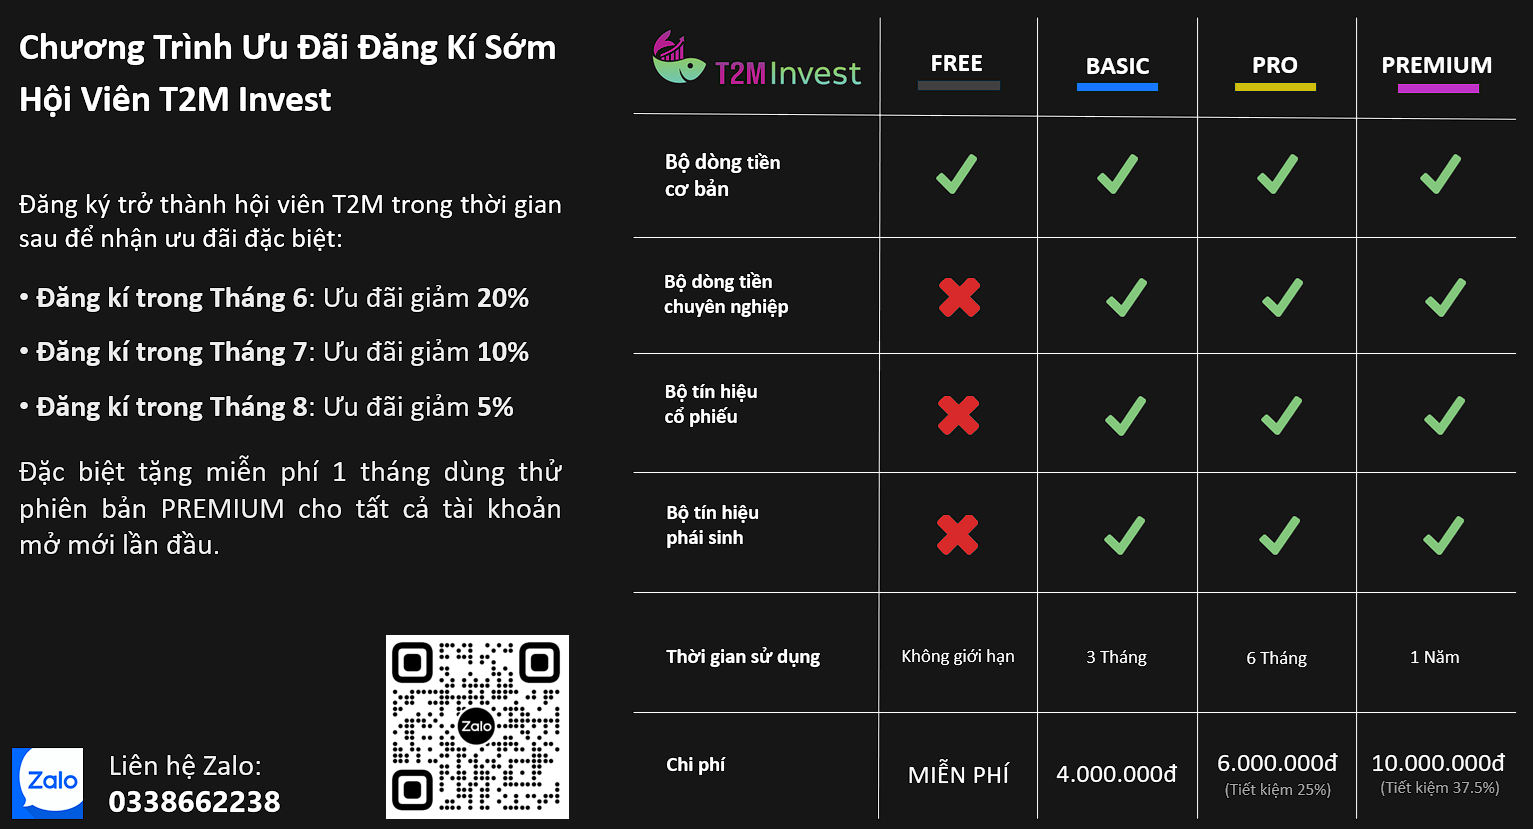 Chương Trình Ưu Đãi Đăng Kí Sớm
Hội Viên T2M Invest
Đăng ký trở thành hội viên T2M trong thời gian
sau để nhận ưu đãi đặc biệt:
• Đăng kí trong Tháng 6: Ưu đãi giảm 20%
• Đăng kí trong Tháng 7: Ưu đãi giảm 10%
• Đăng kí trong Tháng 8: Ưu đãi giảm 5%
Đặc biệt tặng miễn phí 1 tháng dùng thử
phiên bản PREMIUM cho tất cả tài khoản
mở mới lần đầu.
Zalo
Zalo
Liên hệ Zalo:
0338662238
T2M Invest
FREE
BASIC
PRO
PREMIUM
Bộ dòng tiền
cơ bản
Bộ dòng tiền
chuyên nghiệp
Bộ tín hiệu
cổ phiếu
Bộ tín hiệu
phái sinh
Thời gian sử dụng
Không giới hạn
3 Tháng
6 Tháng
1 Năm
Chi phí
MIỄN PHÍ
4.000.000đ
6.000.000đ
(Tiết kiệm 25%)
10.000.000đ
(Tiết kiệm 37.5%)